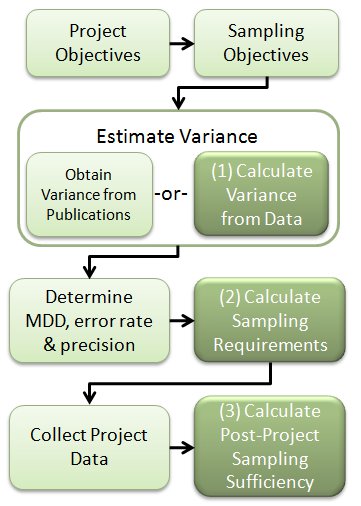 Project
Objectives
Sampling
Objectives
Estimate Variance
Obtain
Variance from
Publications
-or-
(1) Calculate
Variance
from Data
Determine
MDD, error rate
& precision
(2) Calculate
Sampling
Requirements
Collect Project
Data
(3) Calculate
Post-Project
Sampling
Sufficiency